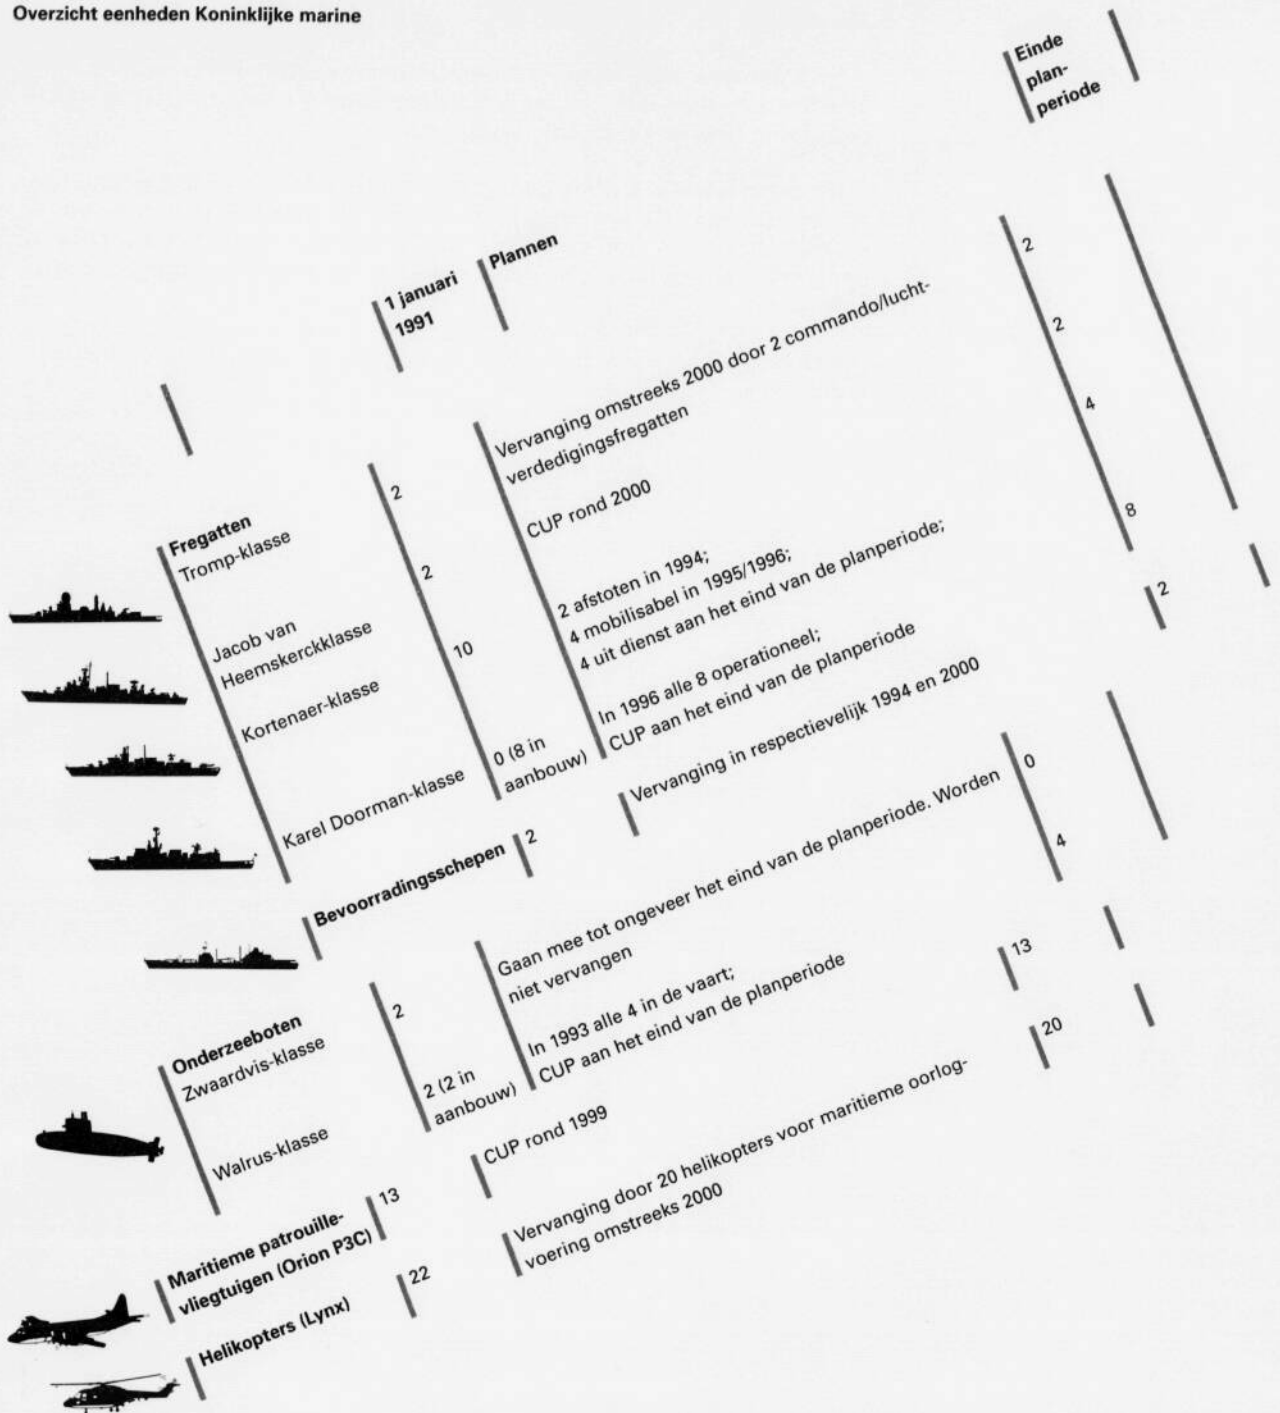 Overzicht eenheden Koninklijke marine
1 januari
1991
Plannen
Einde
plan-
periode
Fregatten
Tromp-klasse
2
Vervanging omstreeks 2000 door 2 commando/lucht-
verdedigingsfregatten
2
Jacob van
Heemskerckklasse
2
CUP rond 2000
2
Kortenaer-klasse
10
2 afstoten in 1994;
4 mobilisabel in 1995/1996;
4 uit dienst aan het eind van de planperiode;
4
Karel Doorman-klasse
0 (8 in
aanbouw)
In 1996 alle 8 operationeel;
CUP aan het eind van de planperiode
8
Bevoorradingsschepen
2
Vervanging in respectievelijk 1994 en 2000
2
Onderzeeboten
Zwaardvis-klasse
2
Gaan mee tot ongeveer het eind van de planperiode. Worden
niet vervangen
0
Walrus-klasse
2 (2 in
aanbouw)
In 1993 alle 4 in de vaart;
CUP aan het eind van de planperiode
4
Maritieme patrouille-
vliegtuigen (Orion P3C)
13
CUP rond 1999
13
Helikopters (Lynx)
22
Vervanging door 20 helikopters voor maritieme oorlog-
voering omstreeks 2000
20